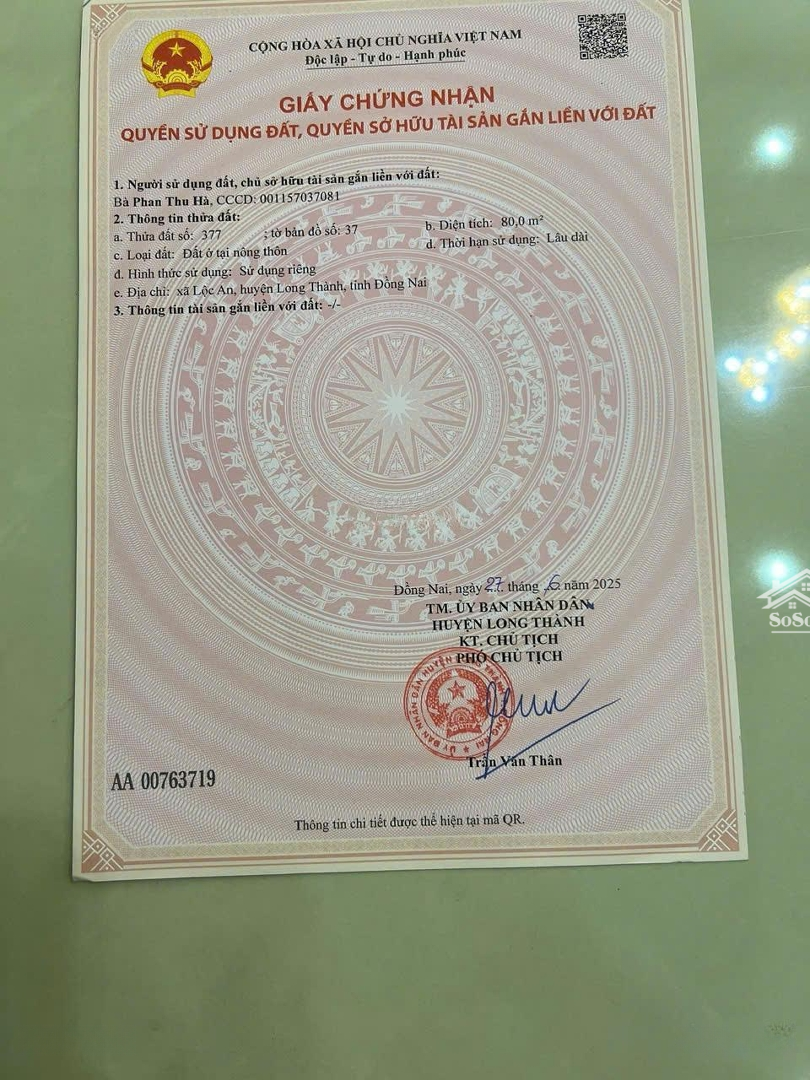 CỘNG HÒA XÃ HỘI CHỦ NGHĨA VIỆT NAM
Độc lập - Tự do - Hạnh phúc
GIẤY CHỨNG NHẬN
QUYỀN SỬ DỤNG ĐẤT, QUYỀN SỞ HỮU TÀI SẢN GẮN LIỀN VỚI ĐẤT
1. Người sử dụng đất, chủ sở hữu tài sản gắn liền với đất:
Bà Phan Thu Hà, CCCD: 001157037081
2. Thông tin thửa đất:
a. Thửa đất số: 377 ; tờ bản đồ số: 37 b. Diện tích: 80,0 m²
c. Loại đất: Đất ở tại nông thôn d. Thời hạn sử dụng: Lâu dài
đ. Hình thức sử dụng: Sử dụng riêng
e. Địa chỉ: xã Lộc An, huyện Long Thành, tỉnh Đồng Nai
3. Thông tin tài sản gắn liền với đất: -/-
Đồng Nai, ngày 27. tháng .6 năm 2025
TM. ỦY BAN NHÂN DÂN
HUYỆN LONG THÀNH
KT. CHỦ TỊCH
PHÓ CHỦ TỊCH
Trần Văn Thân
AA 00763719
Thông tin chi tiết được thể hiện tại mã QR.